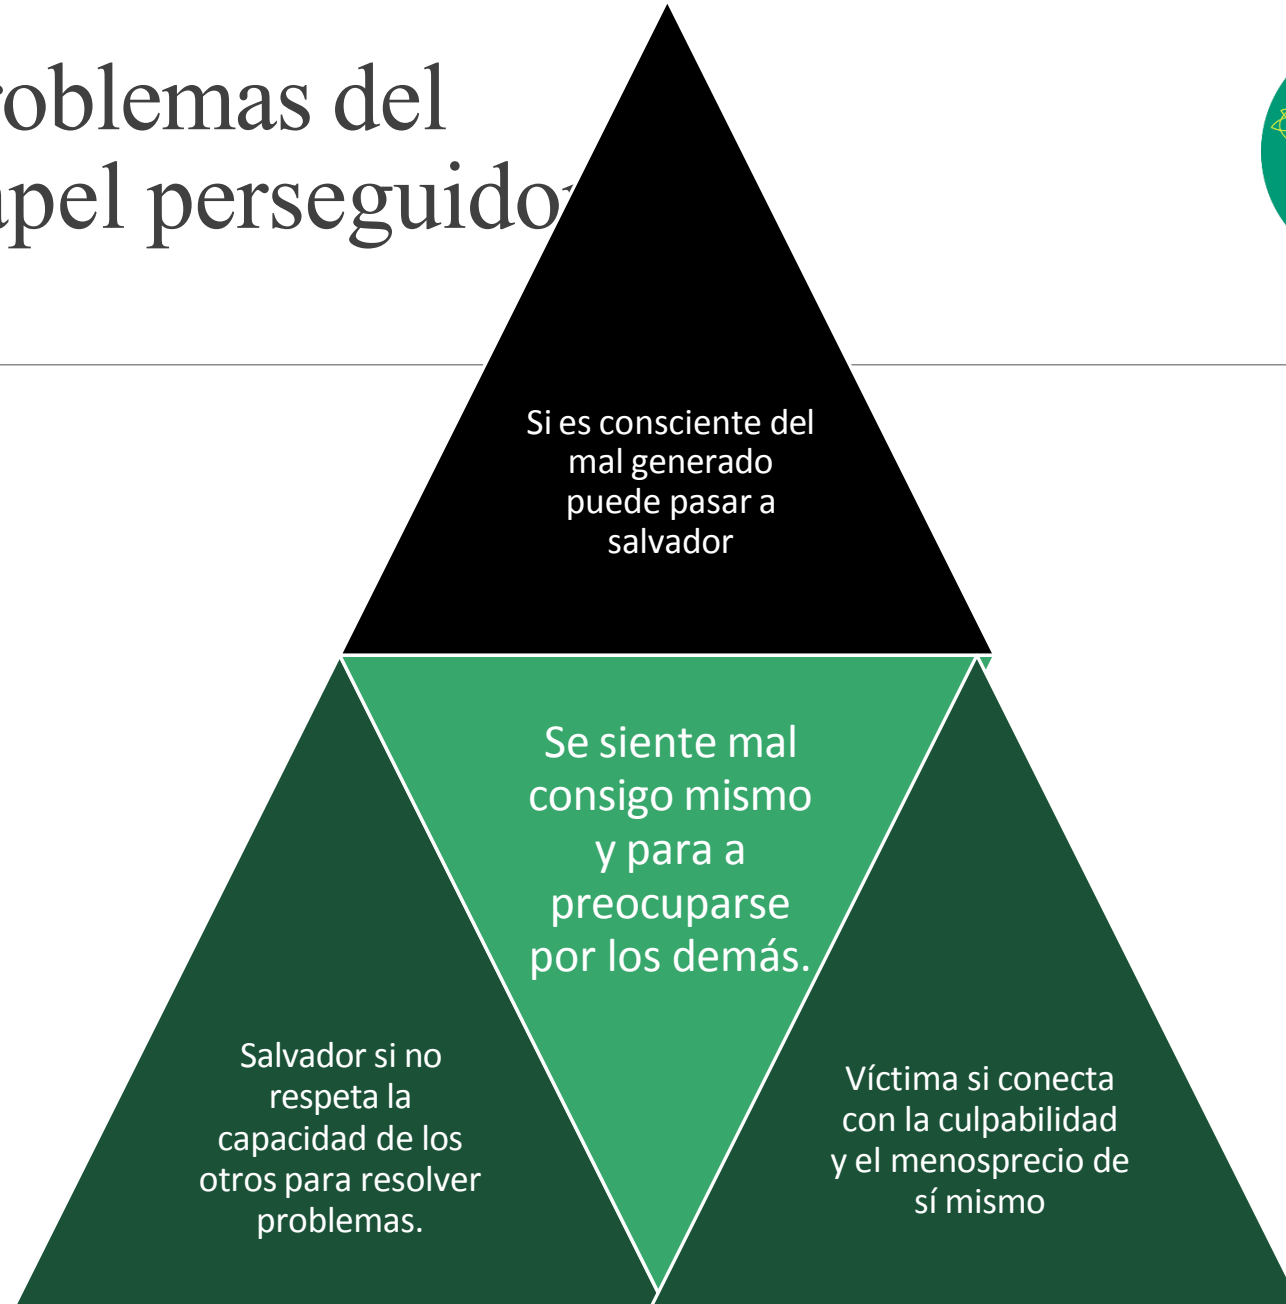 oblemas del
apel perseguidor
Si es consciente del
mal generado
puede pasar a
salvador
Se siente mal
consigo mismo
y para a
preocuparse
por los demás.
Salvador si no
respeta la
capacidad de los
otros para resolver
problemas.
Víctima si conecta
con la culpabilidad
y el menosprecio de
sí mismo